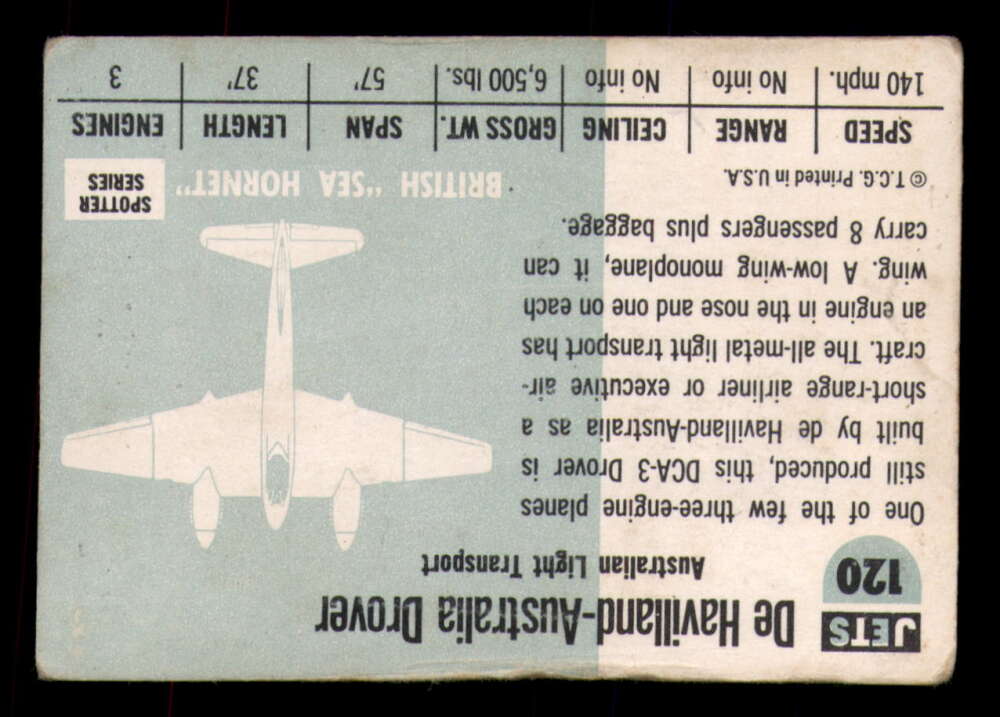 JETS
120
De Havilland-Australia Drover
Australian Light Transport
One of the few three-engine planes
still produced, this DCA-3 Drover is
built by de Havilland-Australia as a
short-range airliner or executive air-
craft. The all-metal light transport has
an engine in the nose and one on each
wing. A low-wing monoplane, it can
carry 8 passengers plus baggage.
© T.C.G. Printed in U.S.A.
SPOTTER
SERIES
BRITISH "SEA HORNET"
SPEED RANGE CEILING GROSS WT. SPAN LENGTH ENGINES
140 mph. No info No info 6,500 lbs. 57' 37' 3